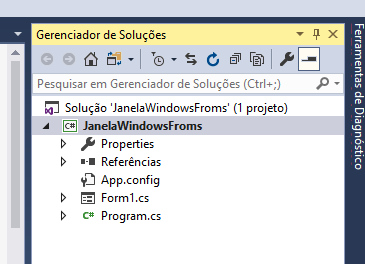 Gerenciador de Soluções
Pesquisar em Gerenciador de Soluções (Ctrl+;)
Solução 'JanelaWindowsFroms' (1 projeto)
C# JanelaWindowsFroms
Properties
Referências
App.config
Form1.cs
C# Program.cs
Ferramentas de Diagnóstico